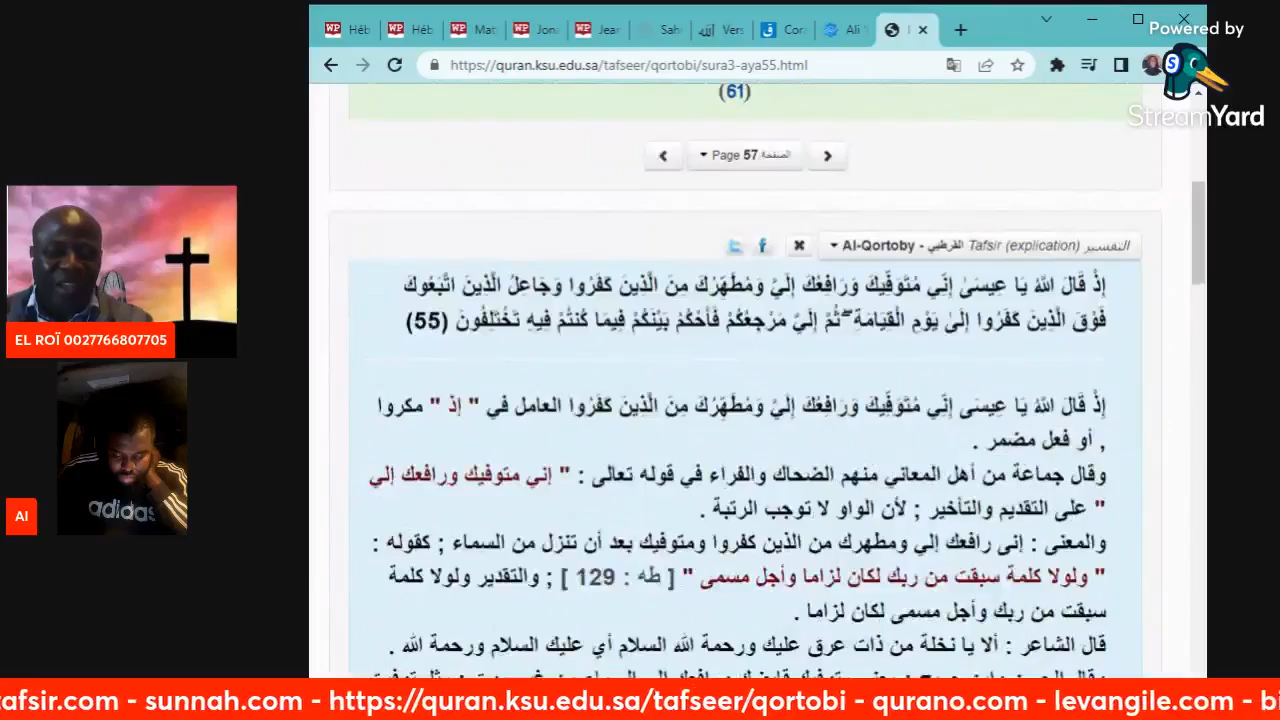 Héb
Héb
Mat
Jon
Jear
Sah
Vers
Cora
Ali
https://quran.ksu.edu.sa/tafseer/qortobi/sura3-aya55.html
Powered by
StreamYard
(61)
Page 57 الصفحة
Al-Qortoby - القرطبي Tafsir (explication) التفسير
إِذْ قَالَ اللَّهُ يَا عِيسَىٰ إِنِّي مُتَوَفِّيكَ وَرَافِعُكَ إِلَيَّ وَمُطَهِّرُكَ مِنَ الَّذِينَ كَفَرُوا وَجَاعِلُ الَّذِينَ اتَّبَعُوكَ
فَوْقَ الَّذِينَ كَفَرُوا إِلَىٰ يَوْمِ الْقِيَامَةِ ۖ ثُمَّ إِلَيَّ مَرْجِعُكُمْ فَأَحْكُمُ بَيْنَكُمْ فِيمَا كُنتُمْ فِيهِ تَخْتَلِفُونَ (55)
إِذْ قَالَ اللَّهُ يَا عِيسَى إِنِّي مُتَوَفِّيكَ وَرَافِعُكَ إِلَيَّ وَمُطَهِّرُكَ مِنَ الَّذِينَ كَفَرُوا العامل في " إذ " مكروا
, أو فعل مضمر .
وقال جماعة من أهل المعاني منهم الضحاك والفراء في قوله تعالى : " إني متوفيك ورافعك إلي
" على التقديم والتأخير ; لأن الواو لا توجب الرتبة .
والمعنى : إنى رافعك إلي ومطهرك من الذين كفروا ومتوفيك بعد أن تنزل من السماء ; كقوله :
" ولولا كلمة سبقت من ربك لكان لزاما وأجل مسمى " [ طه : 129 ] ; والتقدير ولولا كلمة
سبقت من ربك وأجل مسمى لكان لزاما .
قال الشاعر : ألا يا نخلة من ذات عرق عليك ورحمة الله السلام أي عليك السلام ورحمة الله .
EL ROÏ 0027766807705
adidas
AI
tafsir.com - sunnah.com - https://quran.ksu.edu.sa/tafseer/qortobi - qurano.com - levangile.com - bi